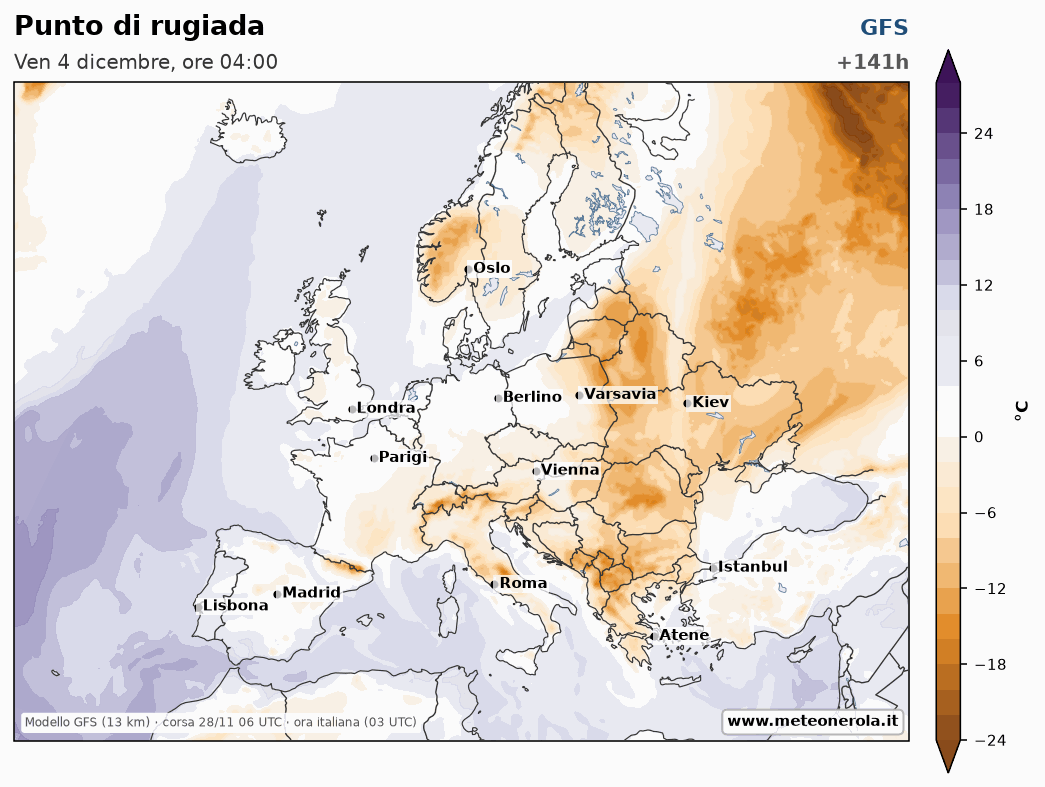 Punto di rugiada
GFS
Ven 4 dicembre, ore 04:00
+141h
Oslo
Berlino
Varsavia
Kiev
Londra
Parigi
Vienna
Istanbul
Roma
Madrid
Lisbona
Atene
24
18
12
6
0
−6
−12
−18
−24
°C
Modello GFS (13 km) · corsa 28/11 06 UTC · ora italiana (03 UTC)
www.meteonerola.it